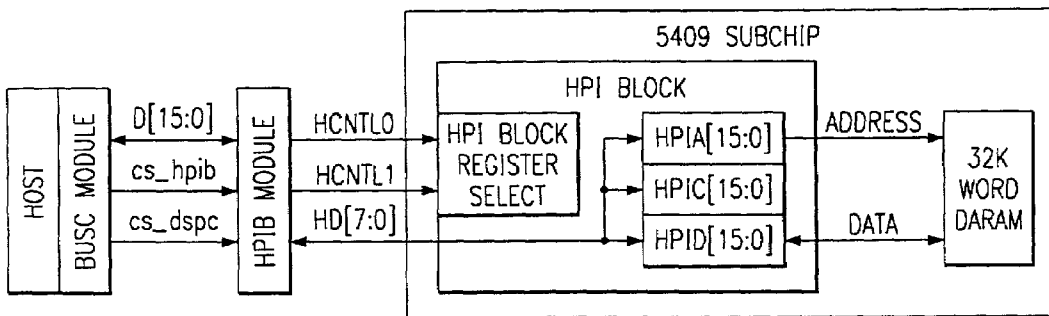 5409 SUBCHIP
HPI BLOCK
HOST
BUSC MODULE
D[15:0]
cs_hpib
cs_dspc
HPIB MODULE
HCNTL0
HCNTL1
HD[7:0]
HPI BLOCK
REGISTER
SELECT
HPIA[15:0]
HPIC[15:0]
HPID[15:0]
ADDRESS
DATA
32K
WORD
DARAM